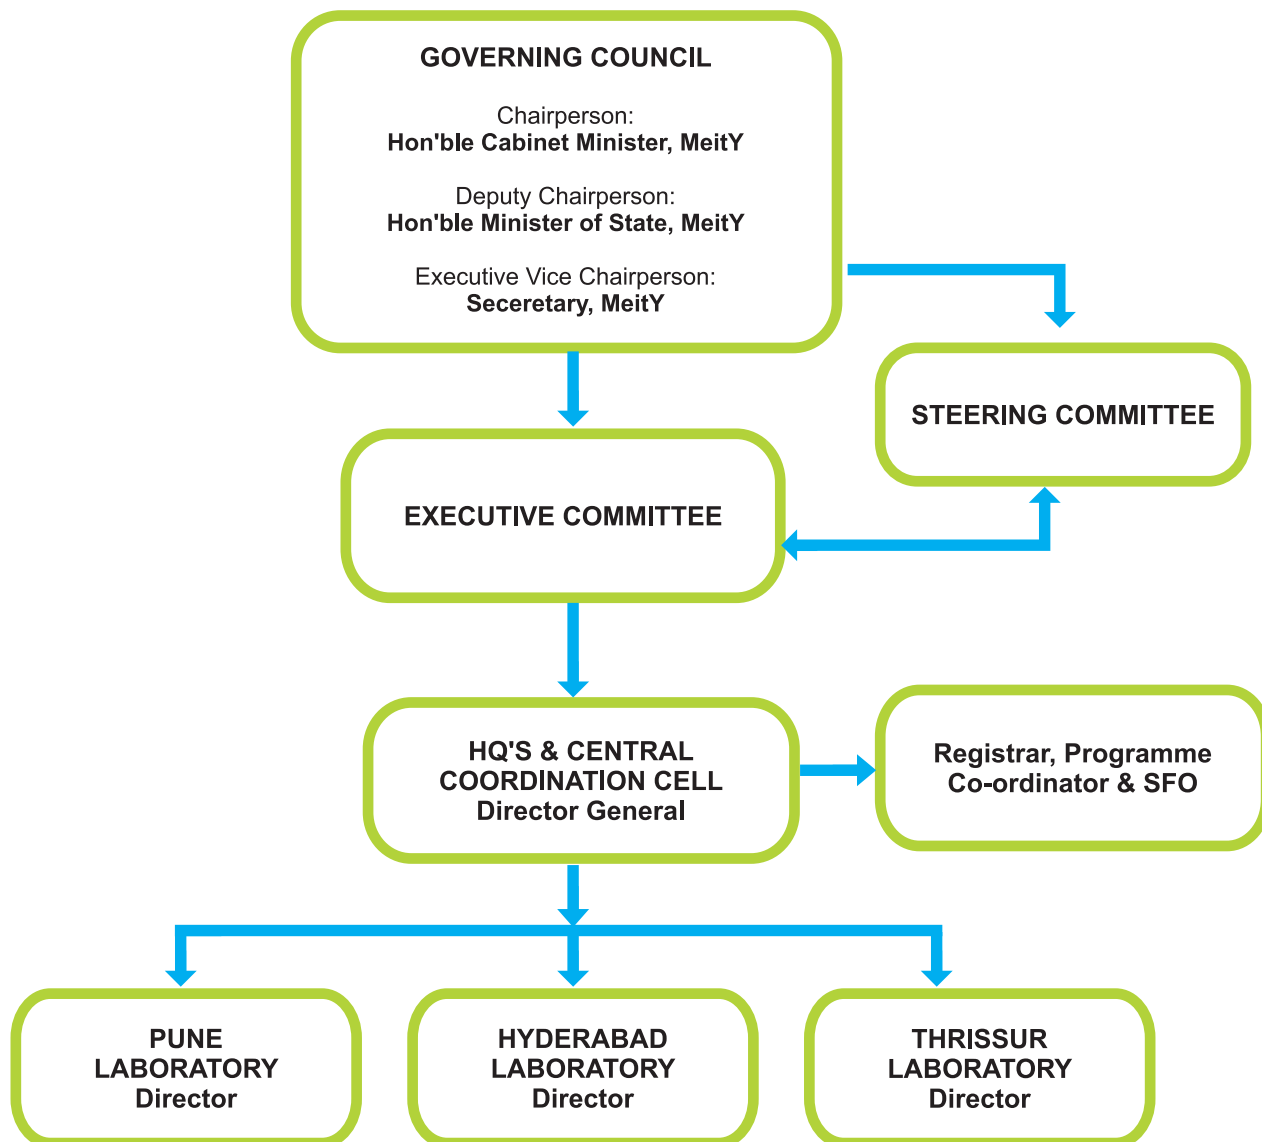 GOVERNING COUNCIL
Chairperson:
Hon'ble Cabinet Minister, MeitY
Deputy Chairperson:
Hon'ble Minister of State, MeitY
Executive Vice Chairperson:
Seceretary, MeitY
STEERING COMMITTEE
EXECUTIVE COMMITTEE
HQ'S & CENTRAL
COORDINATION CELL
Director General
Registrar, Programme
Co-ordinator & SFO
PUNE
LABORATORY
Director
HYDERABAD
LABORATORY
Director
THRISSUR
LABORATORY
Director